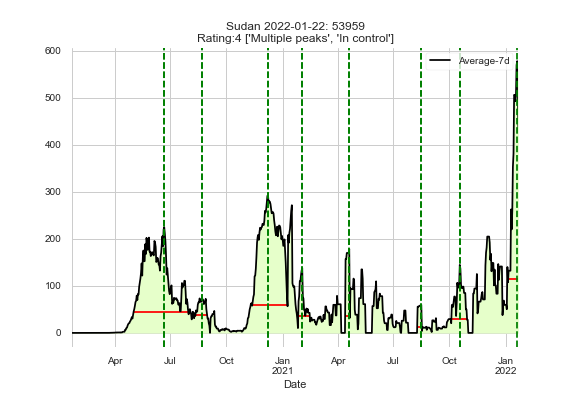 Sudan 2022-01-22: 53959
Rating:4 ['Multiple peaks', 'In control']
Average-7d
600
500
400
300
200
100
0
Apr Jul Oct Jan Apr Jul Oct Jan
2021 2022
Date